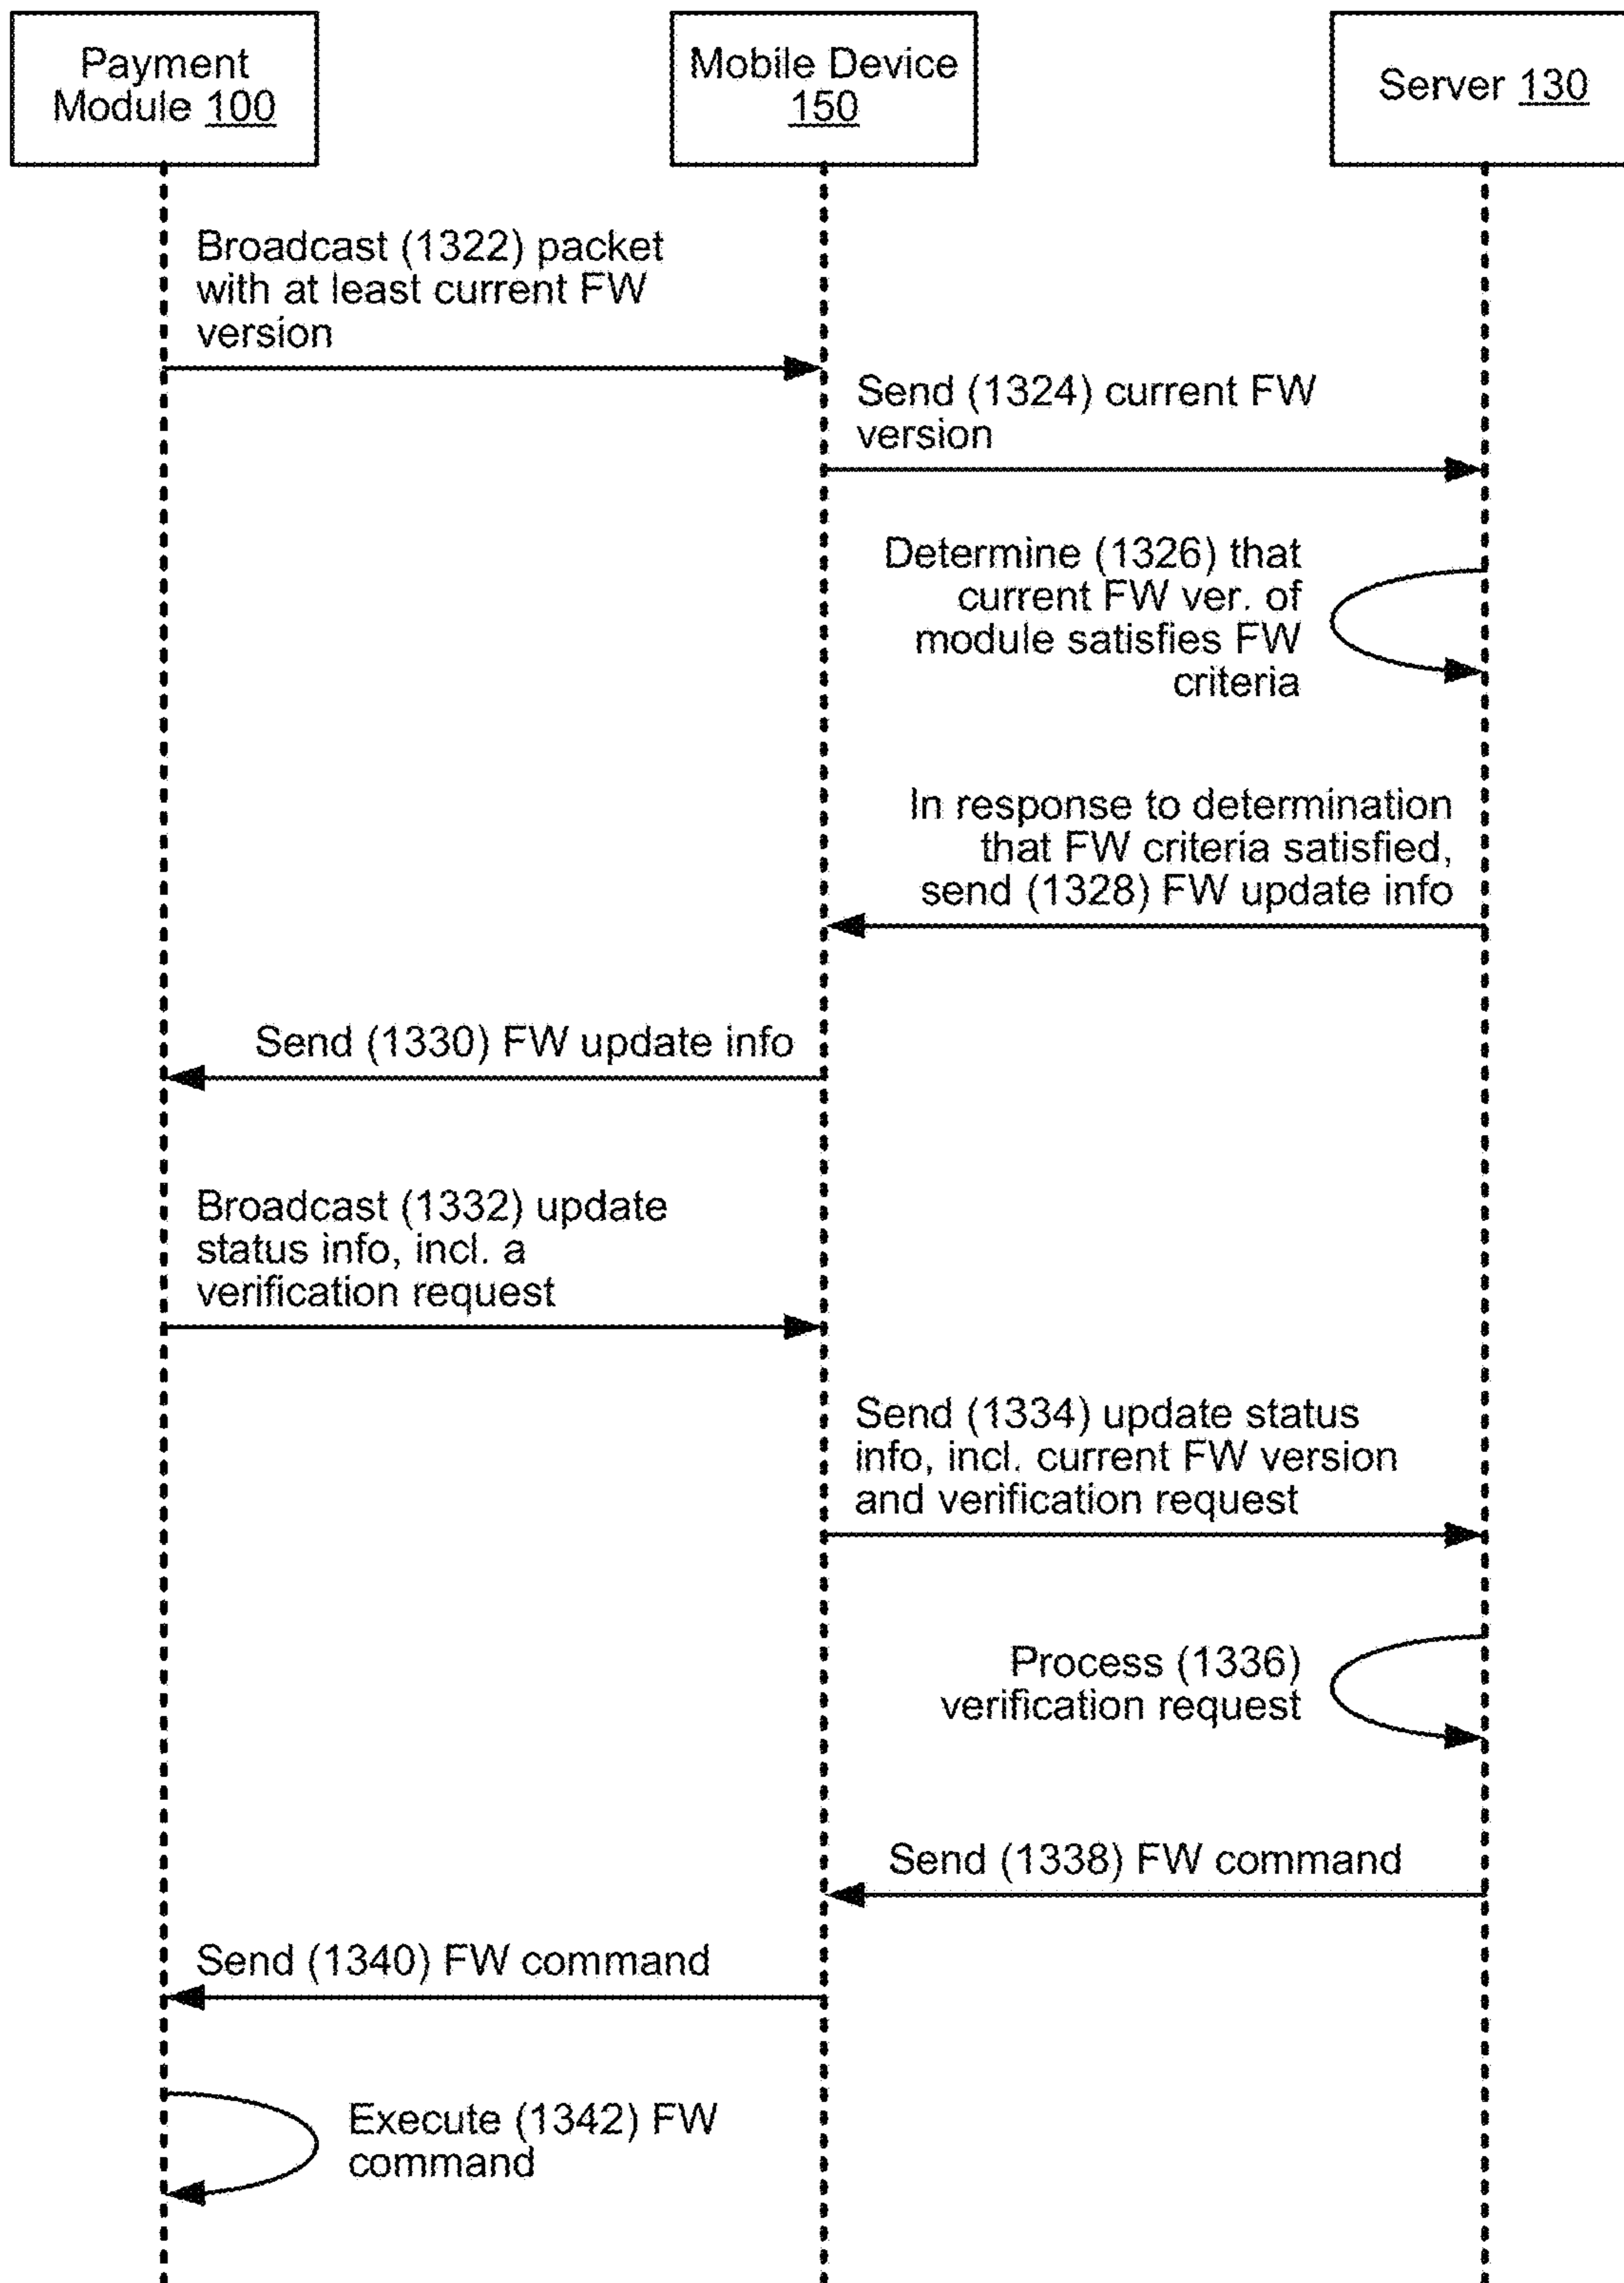 Payment
Module 100
Mobile Device
150
Server 130
Broadcast (1322) packet
with at least current FW
version
Send (1324) current FW
version
Determine (1326) that
current FW ver. of
module satisfies FW
criteria
In response to determination
that FW criteria satisfied,
send (1328) FW update info
Send (1330) FW update info
Broadcast (1332) update
status info, incl. a
verification request
Send (1334) update status
info, incl. current FW version
and verification request
Process (1336)
verification request
Send (1338) FW command
Send (1340) FW command
Execute (1342) FW
command